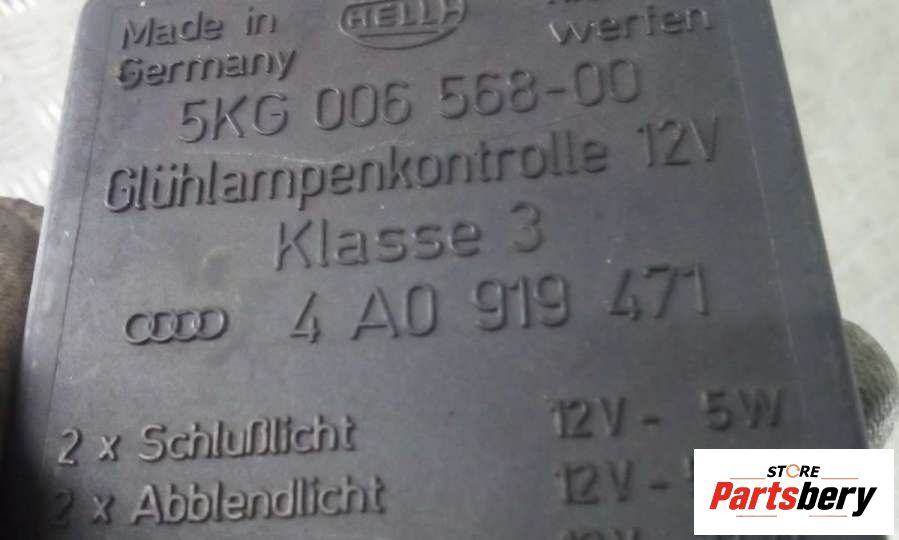 Made in
Germany
HELLA
werfen
5KG 006 568-00
Glühlampenkontrolle 12V
Klasse 3
4 A0 919 471
2 x Schlußlicht 12V - 5W
2 x Abblendlicht 12V -
STORE
Partsbery